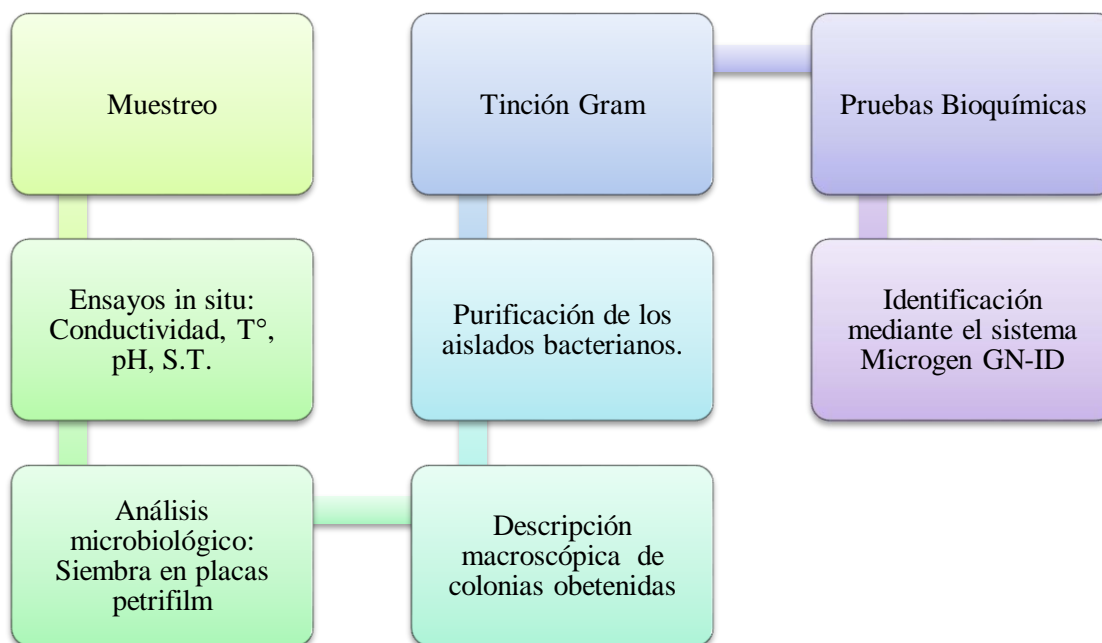 Muestreo
Ensayos in situ:
Conductividad, T°,
pH, S.T.
Análisis
microbiológico:
Siembra en placas
petrifilm
Descripción
macroscópica de
colonias obetenidas
Purificación de los
aislados bacterianos.
Tinción Gram
Pruebas Bioquímicas
Identificación
mediante el sistema
Microgen GN-ID